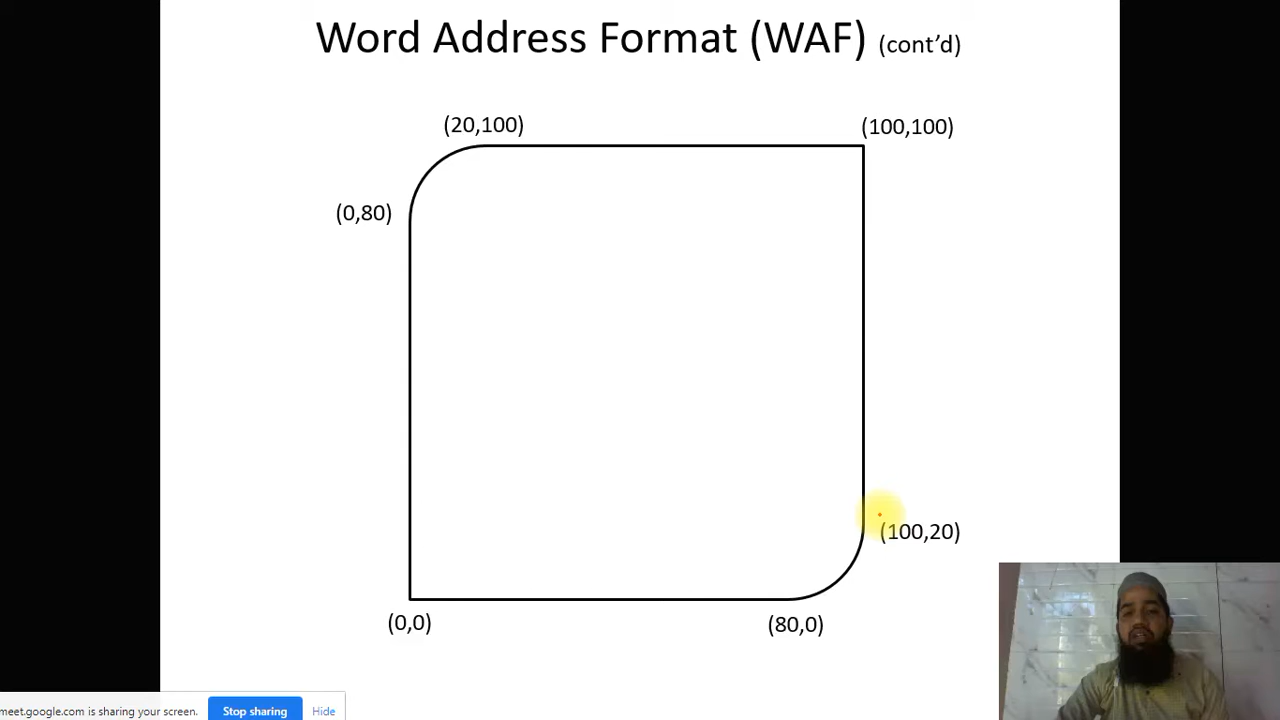 Word Address Format (WAF) (cont’d)
(20,100)
(100,100)
(0,80)
(100,20)
(0,0)
(80,0)
meet.google.com is sharing your screen.
Stop sharing
Hide